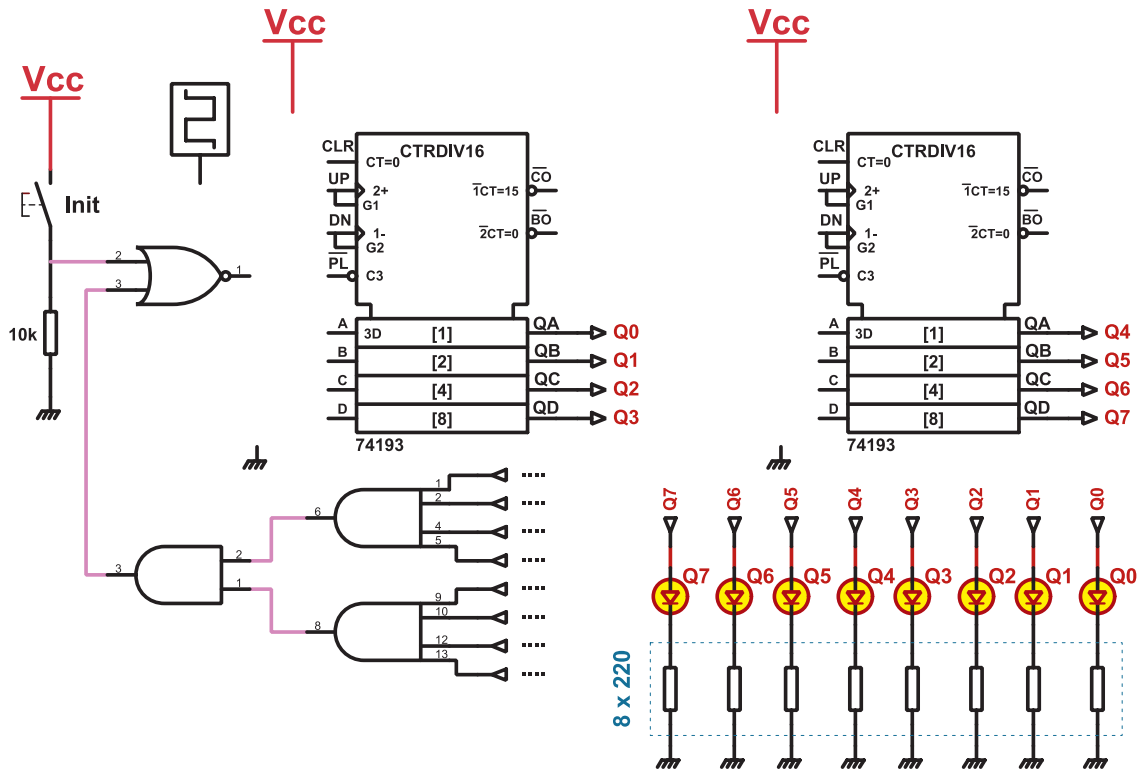 Vcc
Vcc
Vcc
Init
10k
2
3
1
CLR
UP
DN
PL
CTRDIV16
CT=0
2+
G1
1-
G2
C3
1CT=15
2CT=0
CO
BO
A
B
C
D
3D
[1]
[2]
[4]
[8]
QA
QB
QC
QD
Q0
Q1
Q2
Q3
74193
CLR
UP
DN
PL
CTRDIV16
CT=0
2+
G1
1-
G2
C3
1CT=15
2CT=0
CO
BO
A
B
C
D
3D
[1]
[2]
[4]
[8]
QA
QB
QC
QD
Q4
Q5
Q6
Q7
74193
3
2
1
6
1
2
4
5
8
9
10
12
13
Q7
Q6
Q5
Q4
Q3
Q2
Q1
Q0
Q7
Q6
Q5
Q4
Q3
Q2
Q1
Q0
8 x 220